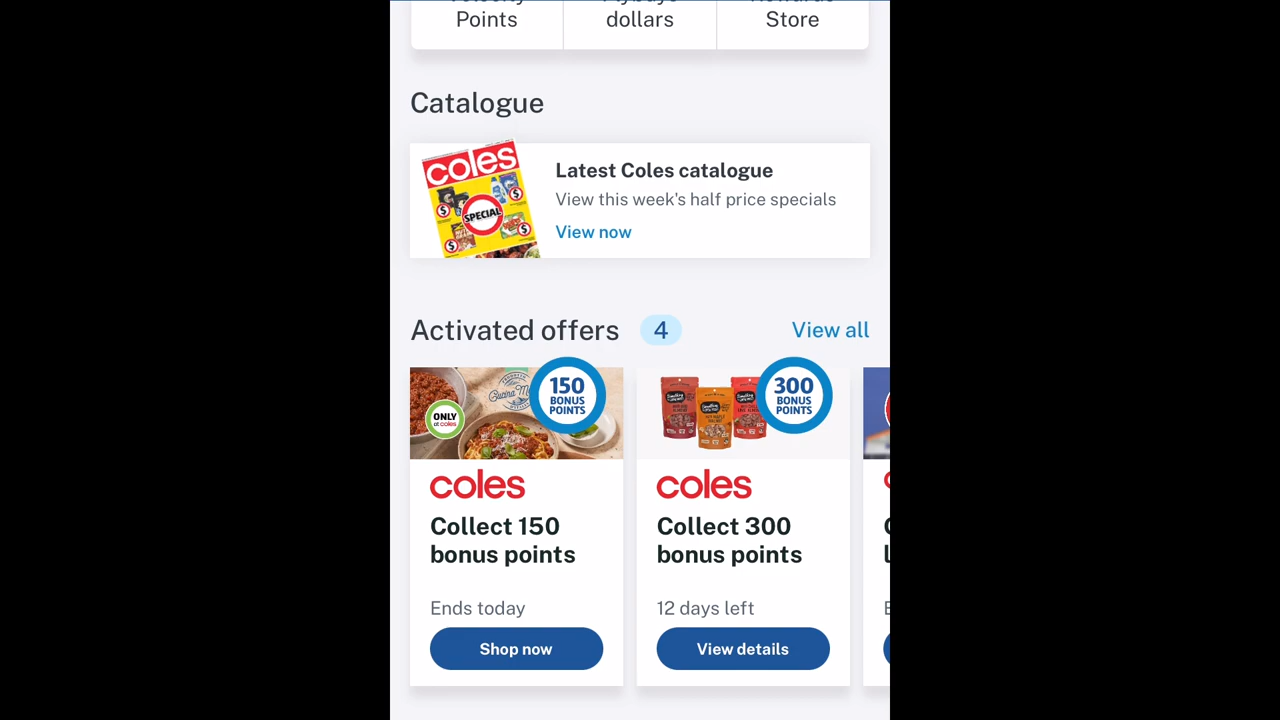 Points
dollars
Store
Catalogue
coles
SPECIAL
$
$
$
$
Latest Coles catalogue
View this week's half price specials
View now
Activated offers 4 View all
ONLY
at coles
150
BONUS
POINTS
coles
Collect 150
bonus points
Ends today
Shop now
300
BONUS
POINTS
coles
Collect 300
bonus points
12 days left
View details